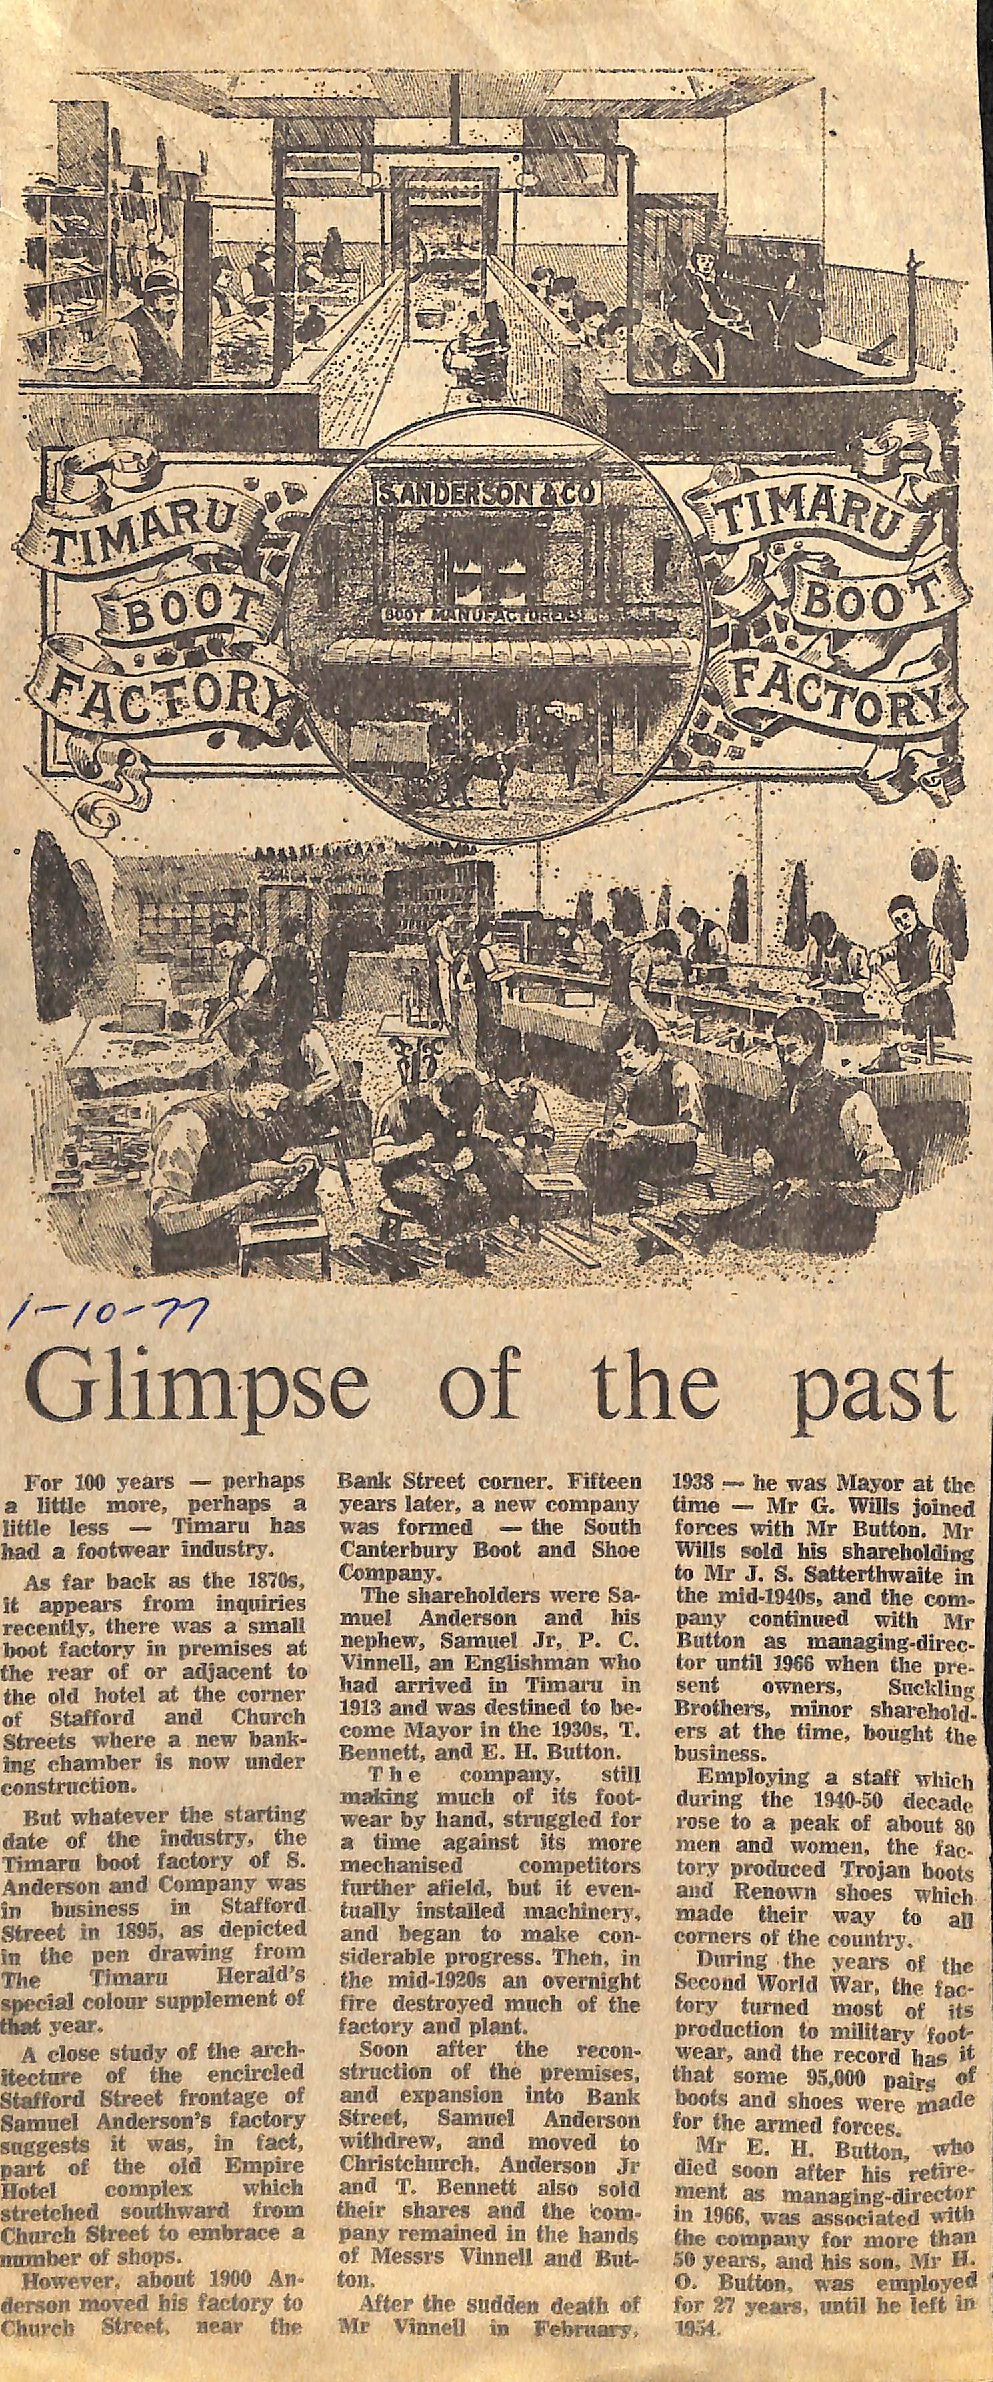 S. ANDERSON & CO
TIMARU
BOOT
FACTORY
BOOT MANUFACTURERS
TIMARU
BOOT
FACTORY
1-10-77
Glimpse of the past
For 100 years — perhaps
a little more, perhaps a
little less — Timaru has
had a footwear industry.
As far back as the 1870s,
it appears from inquiries
recently, there was a small
boot factory in premises at
the rear of or adjacent to
the old hotel at the corner
of Stafford and Church
Streets where a new bank-
ing chamber is now under
construction.
But whatever the starting
date of the industry, the
Timaru boot factory of S.
Anderson and Company was
in business in Stafford
Street in 1895, as depicted
in the pen drawing from
The Timaru Herald's
special colour supplement of
that year.
A close study of the arch-
itecture of the encircled
Stafford Street frontage of
Samuel Anderson's factory
suggests it was, in fact,
part of the old Empire
Hotel complex which
stretched southward from
Church Street to embrace a
number of shops.
However, about 1900 An-
derson moved his factory to
Church Street, near the
Bank Street corner. Fifteen
years later, a new company
was formed — the South
Canterbury Boot and Shoe
Company.
The shareholders were Sa-
muel Anderson and his
nephew, Samuel Jr, P. C.
Vinnell, an Englishman who
had arrived in Timaru in
1913 and was destined to be-
come Mayor in the 1930s, T.
Bennett, and E. H. Button.
The company, still
making much of its foot-
wear by hand, struggled for
a time against its more
mechanised competitors
further afield, but it even-
tually installed machinery,
and began to make con-
siderable progress. Then, in
the mid-1920s an overnight
fire destroyed much of the
factory and plant.
Soon after the recon-
struction of the premises,
and expansion into Bank
Street, Samuel Anderson
withdrew, and moved to
Christchurch. Anderson Jr
and T. Bennett also sold
their shares and the com-
pany remained in the hands
of Messrs Vinnell and But-
ton.
After the sudden death of
Mr Vinnell in February,
1938 — he was Mayor at the
time — Mr G. Wills joined
forces with Mr Button. Mr
Wills sold his shareholding
to Mr J. S. Satterthwaite in
the mid-1940s, and the com-
pany continued with Mr
Button as managing-direc-
tor until 1966 when the pre-
sent owners, Suckling
Brothers, minor sharehold-
ers at the time, bought the
business.
Employing a staff which
during the 1940-50 decade
rose to a peak of about 80
men and women, the fac-
tory produced Trojan boots
and Renown shoes which
made their way to all
corners of the country.
During the years of the
Second World War, the fac-
tory turned most of its
production to military foot-
wear, and the record has it
that some 95,000 pairs of
boots and shoes were made
for the armed forces.
Mr E. H. Button, who
died soon after his retire-
ment as managing-director
in 1966, was associated with
the company for more than
50 years, and his son, Mr H.
O. Button, was employed
for 27 years, until he left in
1954.